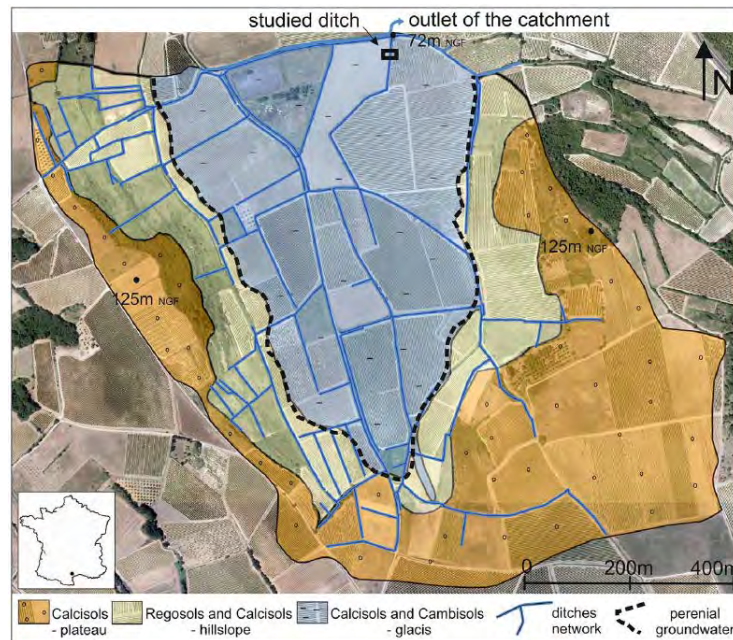 studied ditch
outlet of the catchment
72m NGF
N
125m NGF
125m NGF
0 200m 400m
Calcisols
- plateau
Regosols and Calcisols
- hillslope
Calcisols and Cambisols
- glacis
ditches
network
perenial
groundwater